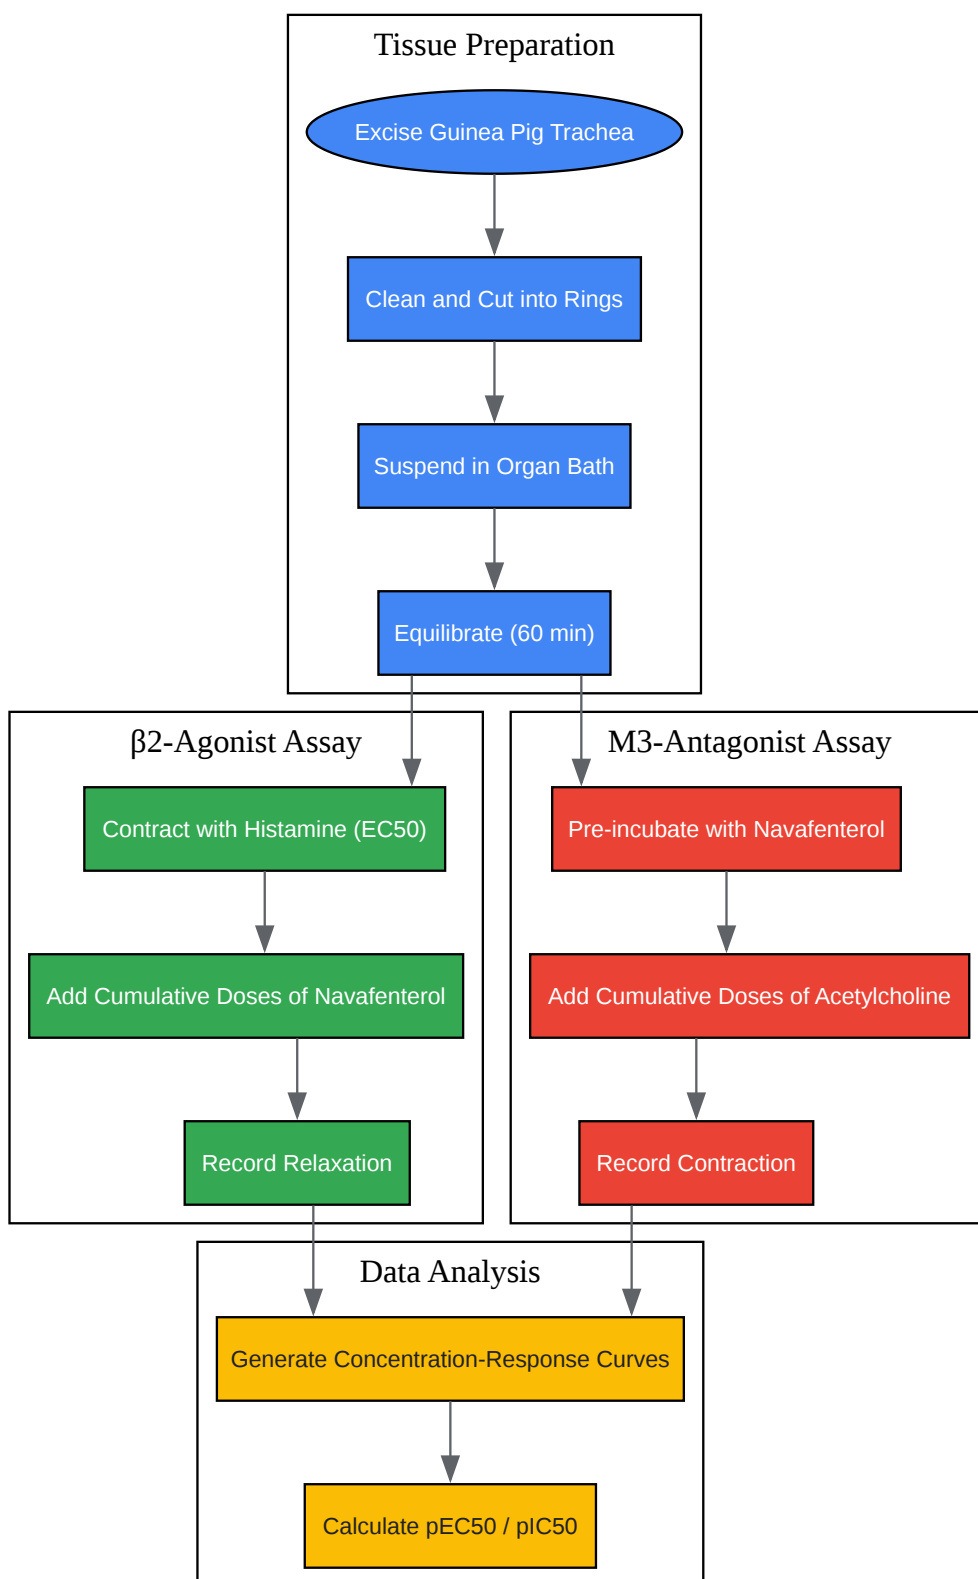 Tissue Preparation
Excise Guinea Pig Trachea
Clean and Cut into Rings
Suspend in Organ Bath
Equilibrate (60 min)
β2-Agonist Assay
Contract with Histamine (EC50)
Add Cumulative Doses of Navafenterol
Record Relaxation
M3-Antagonist Assay
Pre-incubate with Navafenterol
Add Cumulative Doses of Acetylcholine
Record Contraction
Data Analysis
Generate Concentration-Response Curves
Calculate pEC50 / pIC50